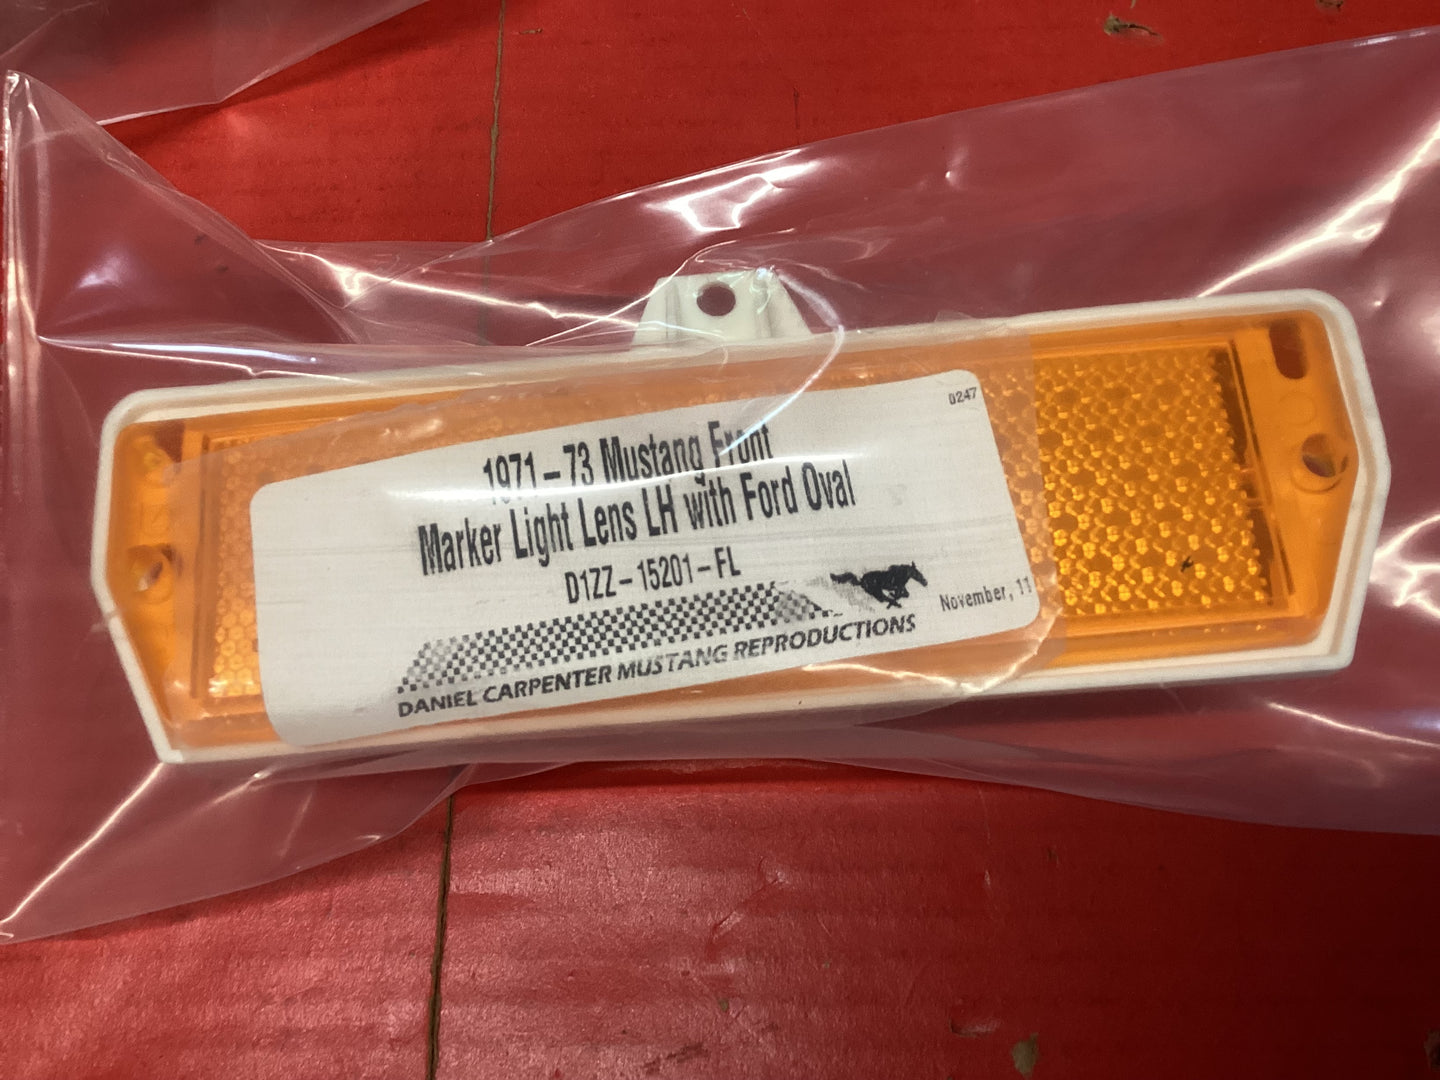 0247
1971-73 Mustang Front
Marker Light Lens LH with Ford Oval
D1ZZ-15201-FL
November, 11
DANIEL CARPENTER MUSTANG REPRODUCTIONS